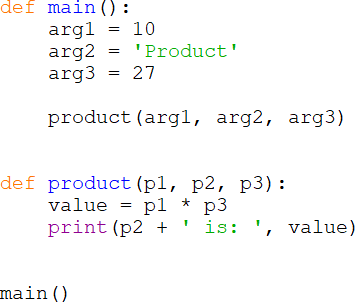 def main():
    arg1 = 10
    arg2 = 'Product'
    arg3 = 27

    product(arg1, arg2, arg3)


def product(p1, p2, p3):
    value = p1 * p3
    print(p2 + ' is: ', value)


main()